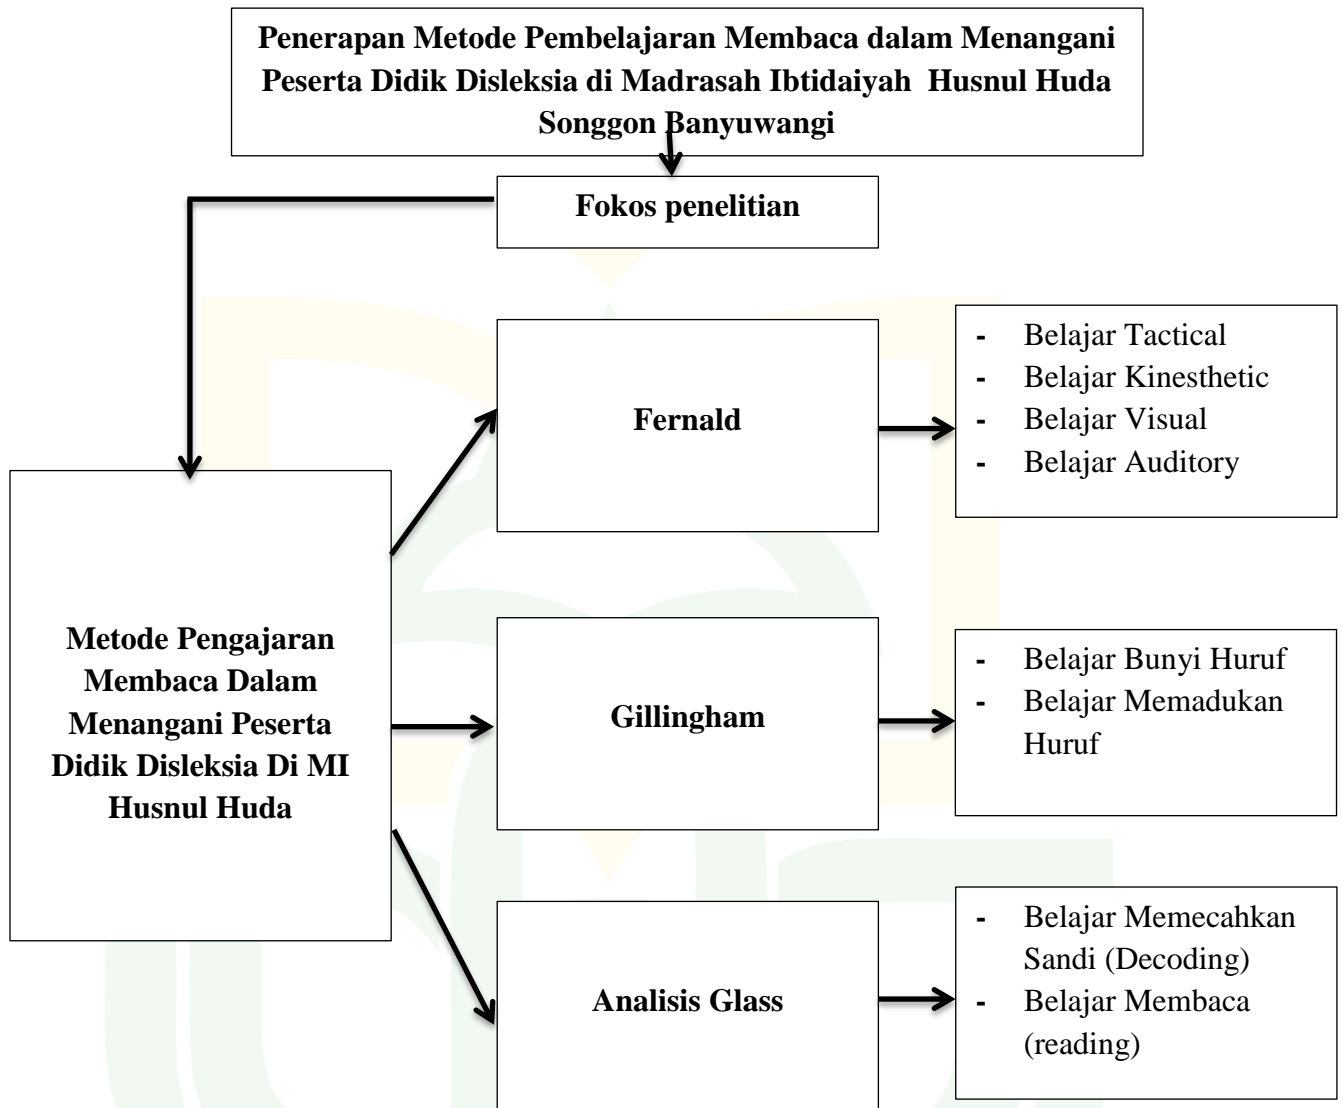 Penerapan Metode Pembelajaran Membaca dalam Menangani
Peserta Didik Disleksia di Madrasah Ibtidaiyah Husnul Huda
Songgon Banyuwangi
Fokos penelitian
Metode Pengajaran
Membaca Dalam
Menangani Peserta
Didik Disleksia Di MI
Husnul Huda
Fernald
- Belajar Tactical
- Belajar Kinesthetic
- Belajar Visual
- Belajar Auditory
Gillingham
- Belajar Bunyi Huruf
- Belajar Memadukan
Huruf
Analisis Glass
- Belajar Memecahkan
Sandi (Decoding)
- Belajar Membaca
(reading)